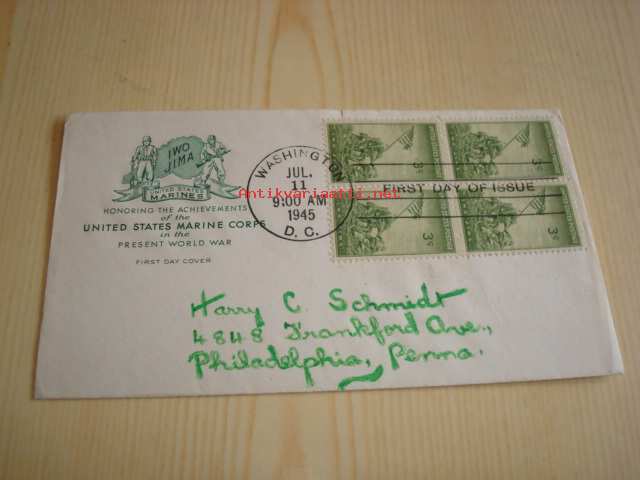 IWO
JIMA
UNITED STATES
MARINES
HONORING THE ACHIEVEMENTS
of the
UNITED STATES MARINE CORPS
in the
PRESENT WORLD WAR
FIRST DAY COVER
WASHINGTON
JUL.
11
9:00 AM
1945
D. C.
FIRST DAY OF ISSUE
3¢
3¢
3¢
3¢
Antikvariaatti.net
Harry C. Schmidt
4848 Frankford Ave.,
Philadelphia, Penna.